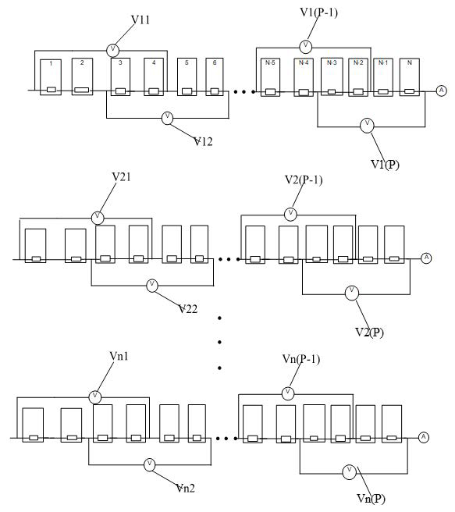 V11
V1(P-1)
V V
1 2 3 4 5 6 N-5 N-4 N-3 N-2 N-1 N
A
V V
V12
V1(P)
V21
V2(P-1)
V V
A
V V
V22
V2(P)
Vn1
Vn(P-1)
V V
A
V V
Vn2
Vn(P)